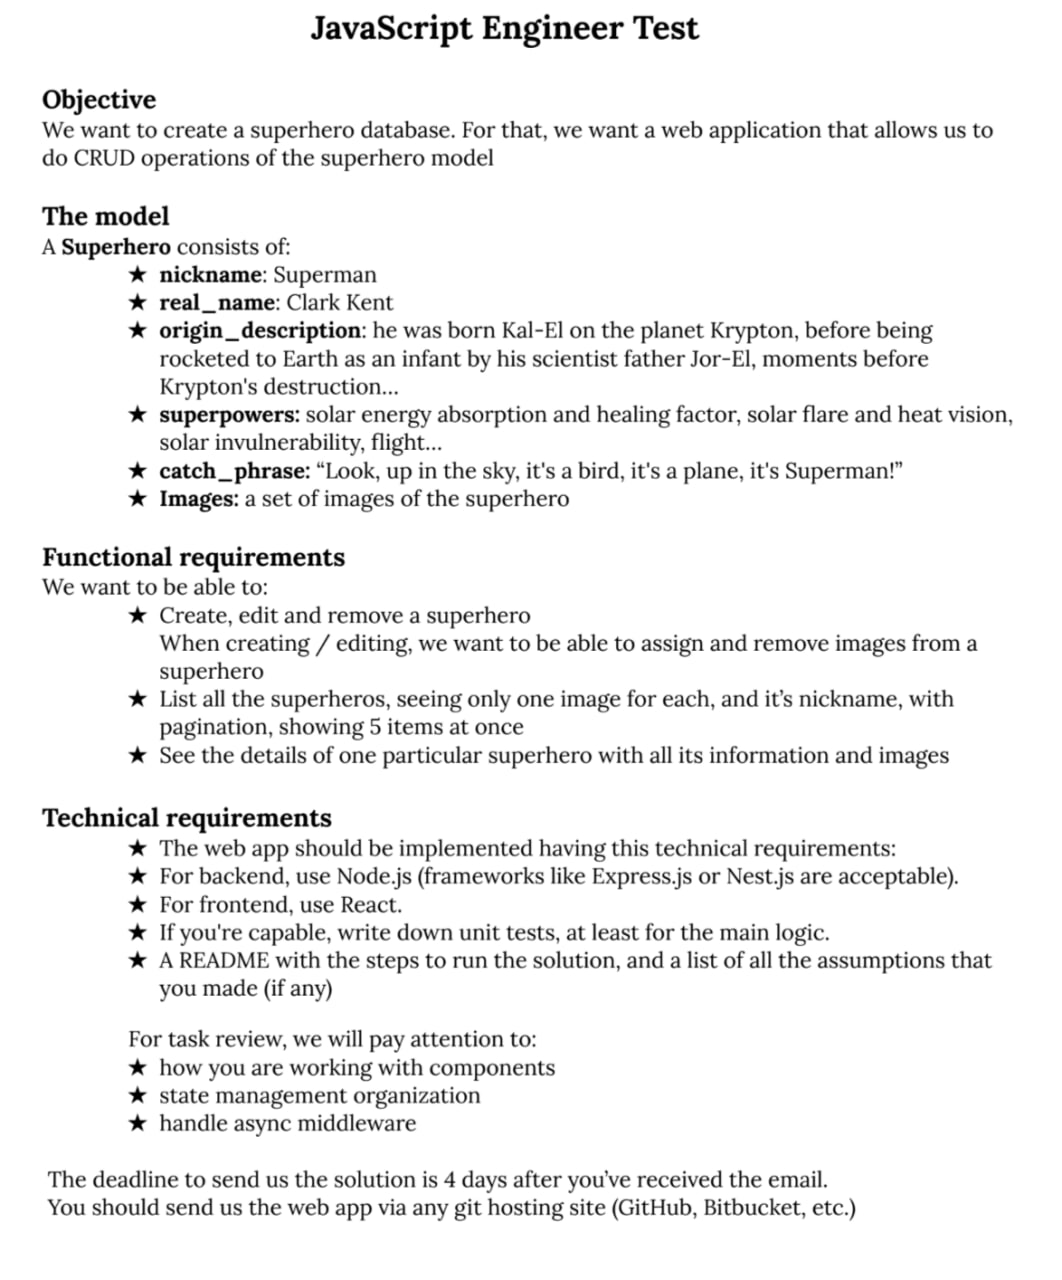 JavaScript Engineer Test
Objective
We want to create a superhero database. For that, we want a web application that allows us to
do CRUD operations of the superhero model
The model
A Superhero consists of:
★ nickname: Superman
★ real_name: Clark Kent
★ origin_description: he was born Kal-El on the planet Krypton, before being
rocketed to Earth as an infant by his scientist father Jor-El, moments before
Krypton's destruction...
★ superpowers: solar energy absorption and healing factor, solar flare and heat vision,
solar invulnerability, flight...
★ catch_phrase: “Look, up in the sky, it's a bird, it's a plane, it's Superman!”
★ Images: a set of images of the superhero
Functional requirements
We want to be able to:
★ Create, edit and remove a superhero
When creating / editing, we want to be able to assign and remove images from a
superhero
★ List all the superheros, seeing only one image for each, and it’s nickname, with
pagination, showing 5 items at once
★ See the details of one particular superhero with all its information and images
Technical requirements
★ The web app should be implemented having this technical requirements:
★ For backend, use Node.js (frameworks like Express.js or Nest.js are acceptable).
★ For frontend, use React.
★ If you're capable, write down unit tests, at least for the main logic.
★ A README with the steps to run the solution, and a list of all the assumptions that
you made (if any)
For task review, we will pay attention to:
★ how you are working with components
★ state management organization
★ handle async middleware
The deadline to send us the solution is 4 days after you’ve received the email.
You should send us the web app via any git hosting site (GitHub, Bitbucket, etc.)